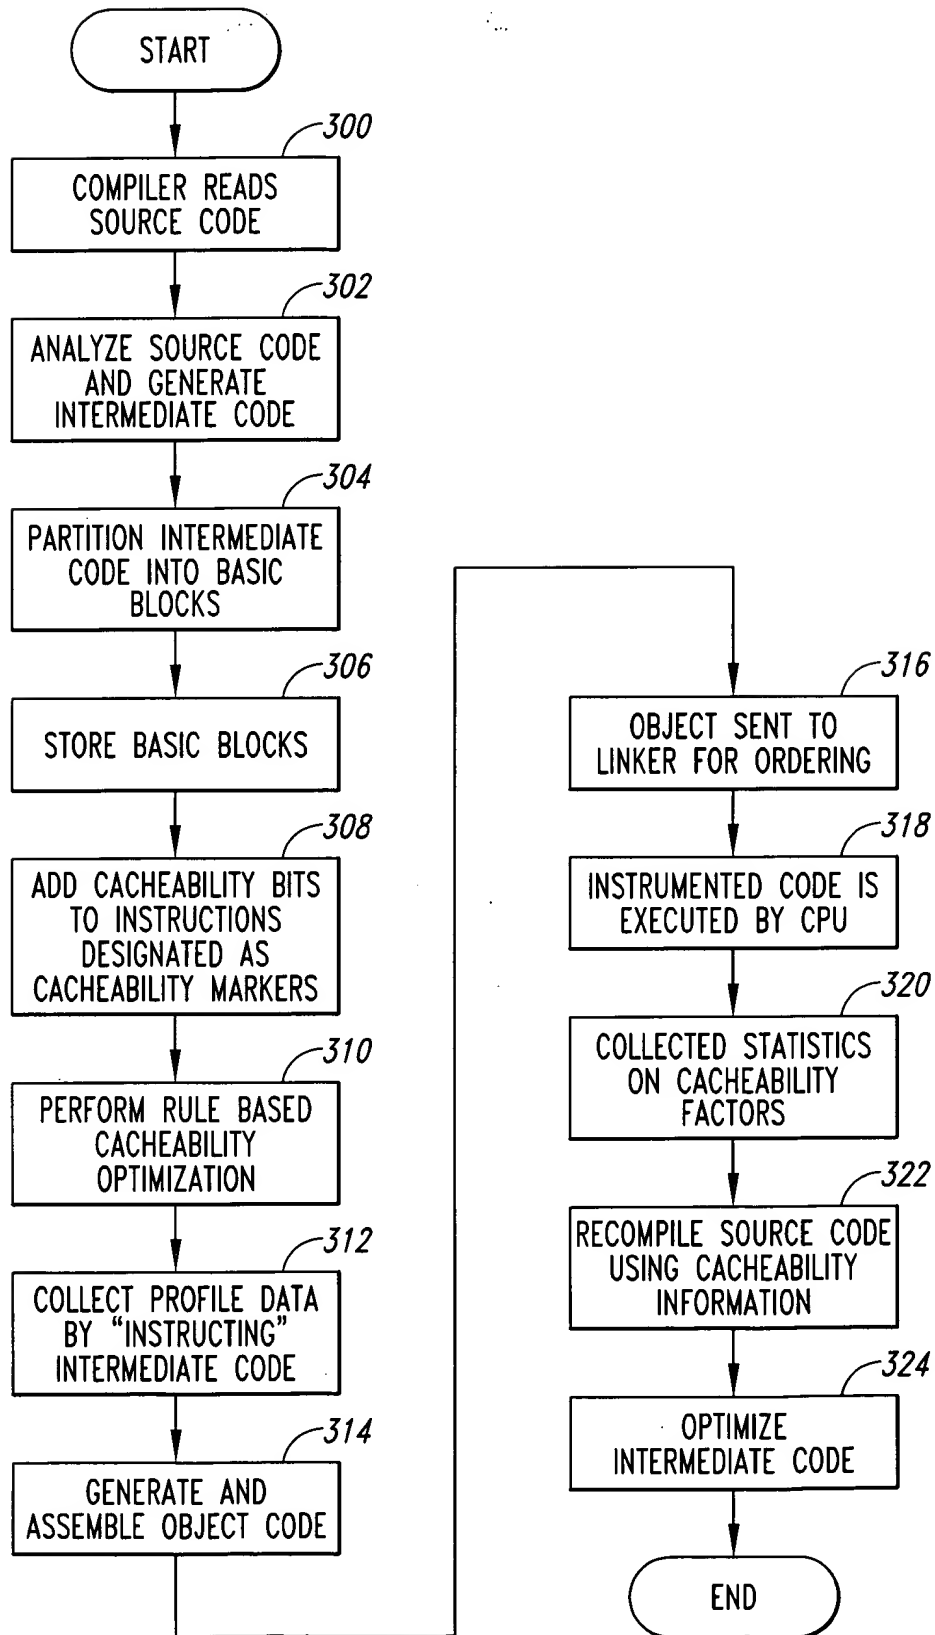 START
300
COMPILER READS
SOURCE CODE
302
ANALYZE SOURCE CODE
AND GENERATE
INTERMEDIATE CODE
304
PARTITION INTERMEDIATE
CODE INTO BASIC
BLOCKS
306
STORE BASIC BLOCKS
308
ADD CACHEABILITY BITS
TO INSTRUCTIONS
DESIGNATED AS
CACHEABILITY MARKERS
310
PERFORM RULE BASED
CACHEABILITY
OPTIMIZATION
312
COLLECT PROFILE DATA
BY “INSTRUCTING”
INTERMEDIATE CODE
314
GENERATE AND
ASSEMBLE OBJECT CODE
316
OBJECT SENT TO
LINKER FOR ORDERING
318
INSTRUMENTED CODE IS
EXECUTED BY CPU
320
COLLECTED STATISTICS
ON CACHEABILITY
FACTORS
322
RECOMPILE SOURCE CODE
USING CACHEABILITY
INFORMATION
324
OPTIMIZE
INTERMEDIATE CODE
END